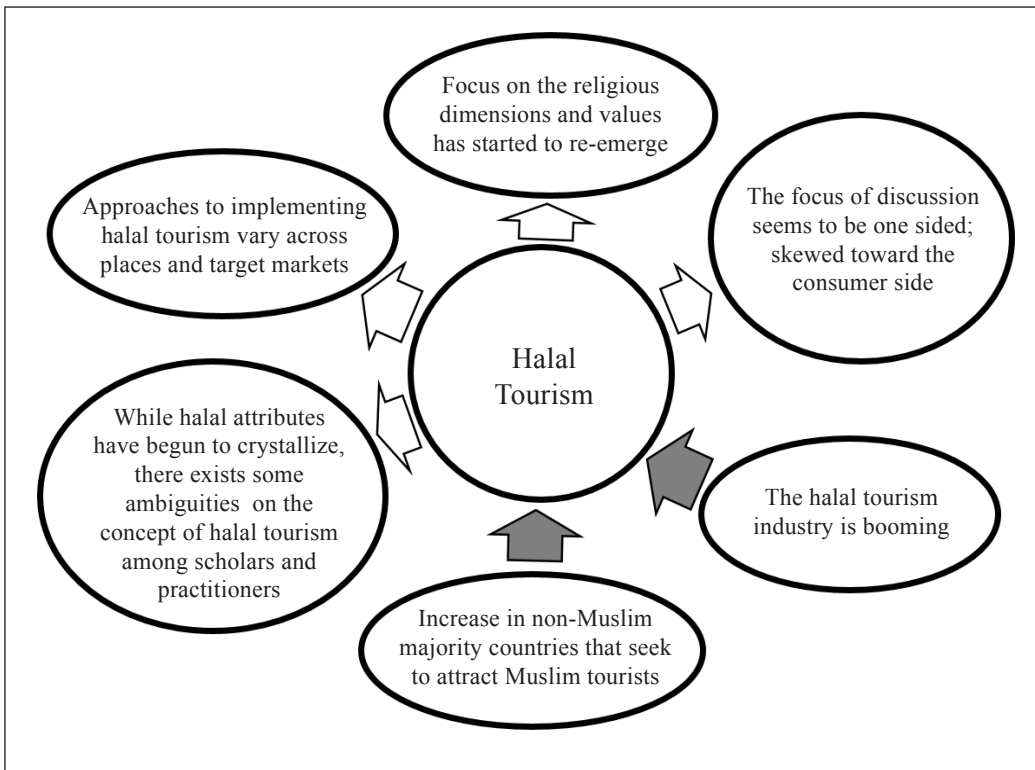 Focus on the religious
dimensions and values
has started to re-emerge
Approaches to implementing
halal tourism vary across
places and target markets
The focus of discussion
seems to be one sided;
skewed toward the
consumer side
Halal
Tourism
While halal attributes
have begun to crystallize,
there exists some
ambiguities on the
concept of halal tourism
among scholars and
practitioners
The halal tourism
industry is booming
Increase in non-Muslim
majority countries that seek
to attract Muslim tourists